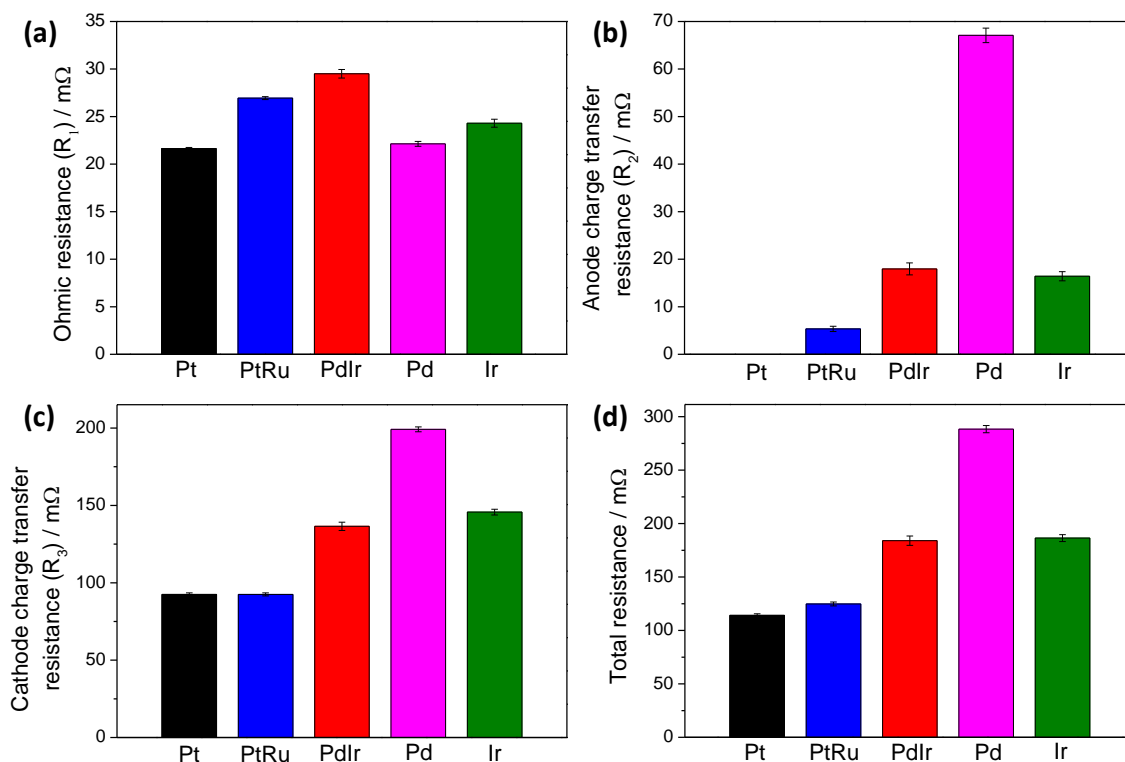 (a)
35
30
25
20
15
10
5
0
Ohmic resistance (R1) / mΩ
Pt PtRu PdIr Pd Ir
(b)
70
60
50
40
30
20
10
0
Anode charge transfer
resistance (R2) / mΩ
Pt PtRu PdIr Pd Ir
(c)
200
150
100
50
0
Cathode charge transfer
resistance (R3) / mΩ
Pt PtRu PdIr Pd Ir
(d)
300
250
200
150
100
50
0
Total resistance / mΩ
Pt PtRu PdIr Pd Ir